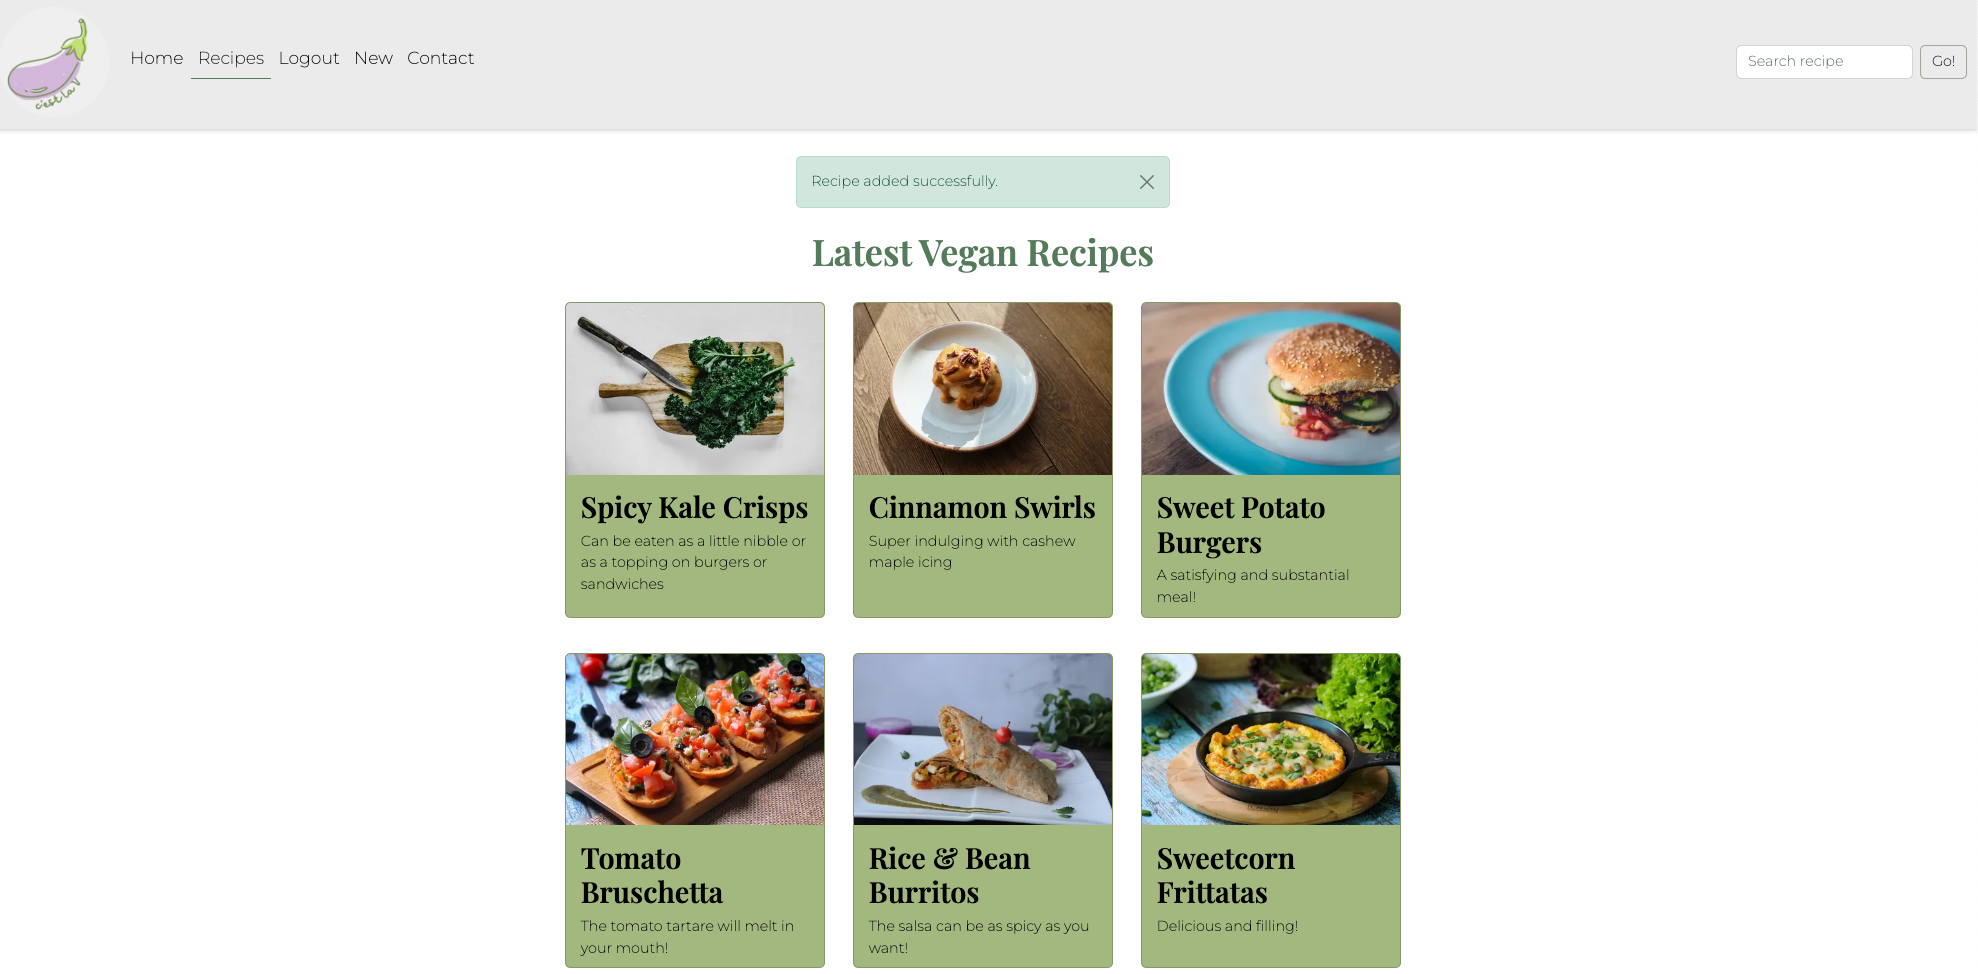 c'est la V
Home Recipes Logout New Contact
Search recipe Go!
Recipe added successfully.
Latest Vegan Recipes
Spicy Kale Crisps
Can be eaten as a little nibble or
as a topping on burgers or
sandwiches
Cinnamon Swirls
Super indulging with cashew
maple icing
Sweet Potato
Burgers
A satisfying and substantial
meal!
Tomato
Bruschetta
The tomato tartare will melt in
your mouth!
Rice & Bean
Burritos
The salsa can be as spicy as you
want!
Sweetcorn
Frittatas
Delicious and filling!